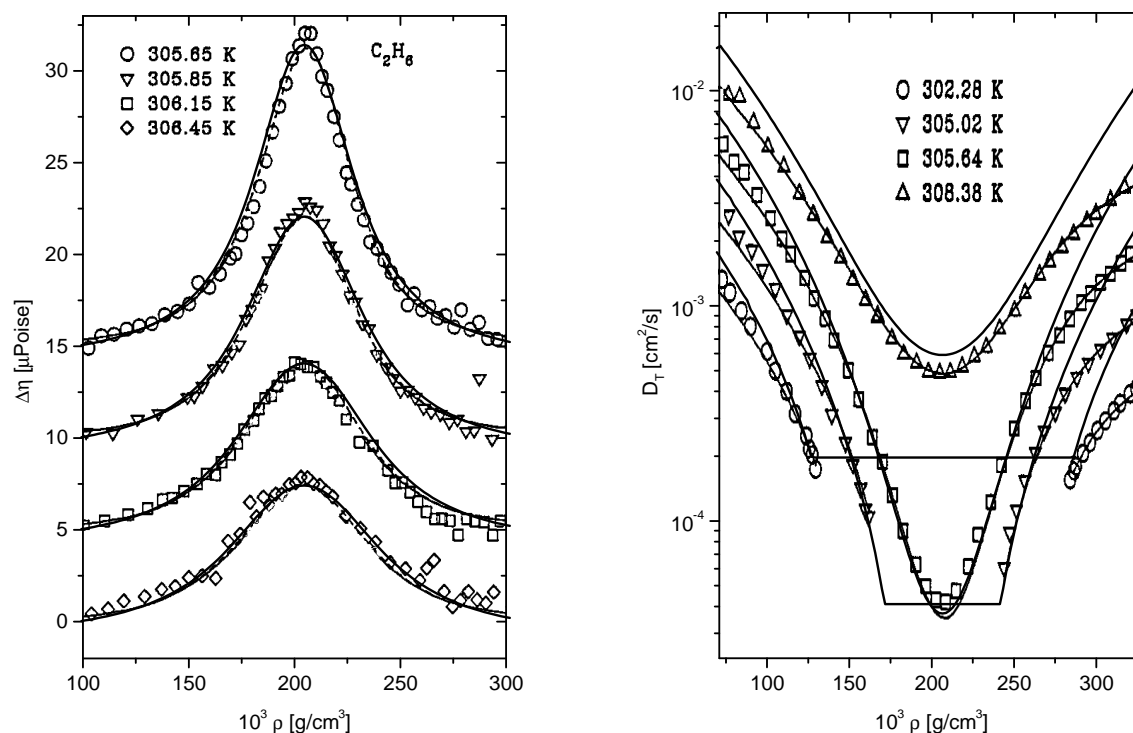 C₂H₆
305.65 K
305.85 K
306.15 K
306.45 K
30
25
20
15
10
5
0
Δη [μPoise]
100 150 200 250 300
10³ ρ [g/cm³]
302.28 K
305.02 K
305.64 K
308.38 K
10⁻²
10⁻³
10⁻⁴
D_T [cm²/s]
100 150 200 250 300
10³ ρ [g/cm³]